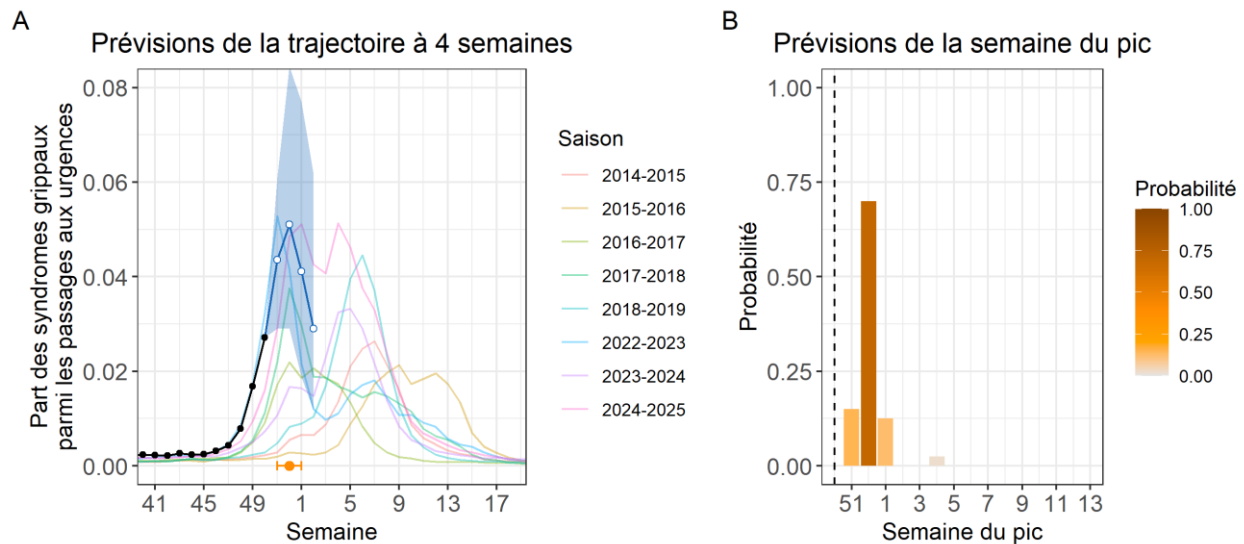 A
Prévisions de la trajectoire à 4 semaines
Part des syndromes grippaux
parmi les passages aux urgences
0.08
0.06
0.04
0.02
0.00
41 45 49 1 5 9 13 17
Semaine
Saison
2014-2015
2015-2016
2016-2017
2017-2018
2018-2019
2022-2023
2023-2024
2024-2025
B
Prévisions de la semaine du pic
Probabilité
1.00
0.75
0.50
0.25
0.00
51 1 3 5 7 9 11 13
Semaine du pic
Probabilité
1.00
0.75
0.50
0.25
0.00